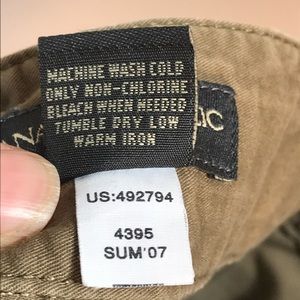 MACHINE WASH COLD
ONLY NON-CHLORINE
BLEACH WHEN NEEDED
TUMBLE DRY LOW
WARM IRON
US:492794
4395
SUM'07